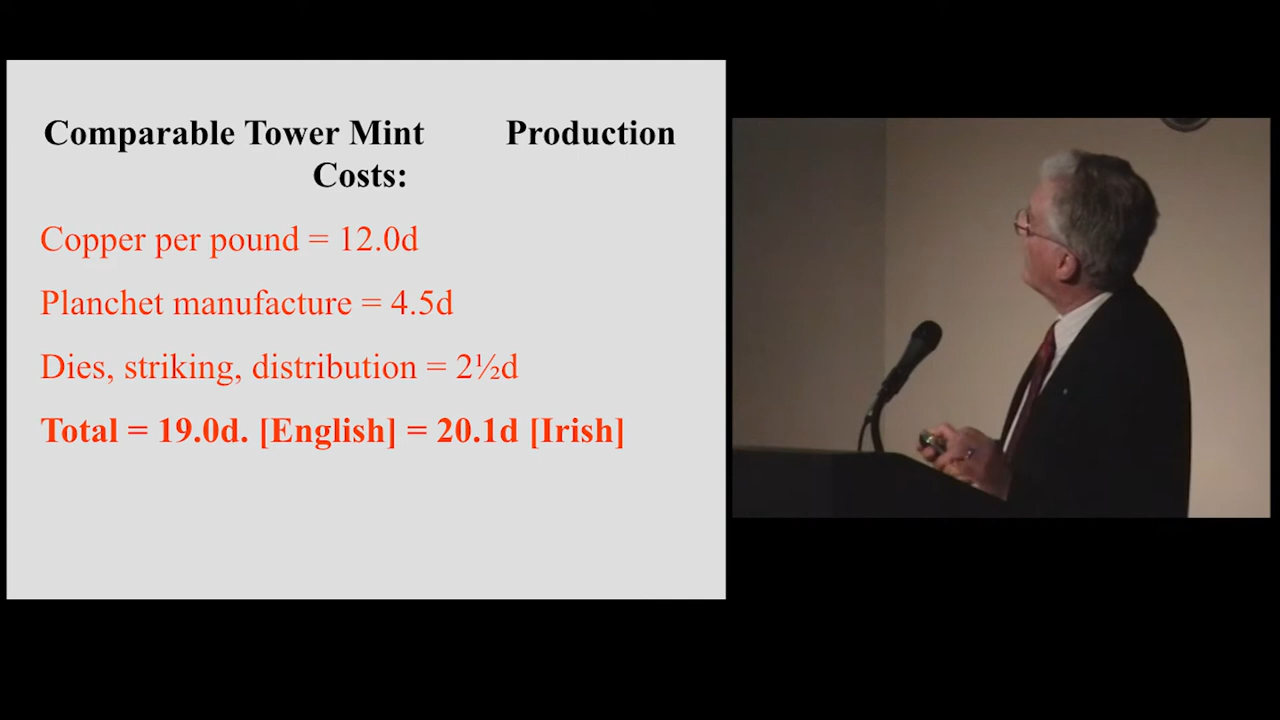 Comparable Tower Mint Production
Costs:
Copper per pound = 12.0d
Planchet manufacture = 4.5d
Dies, striking, distribution = 2½d
Total = 19.0d. [English] = 20.1d [Irish]